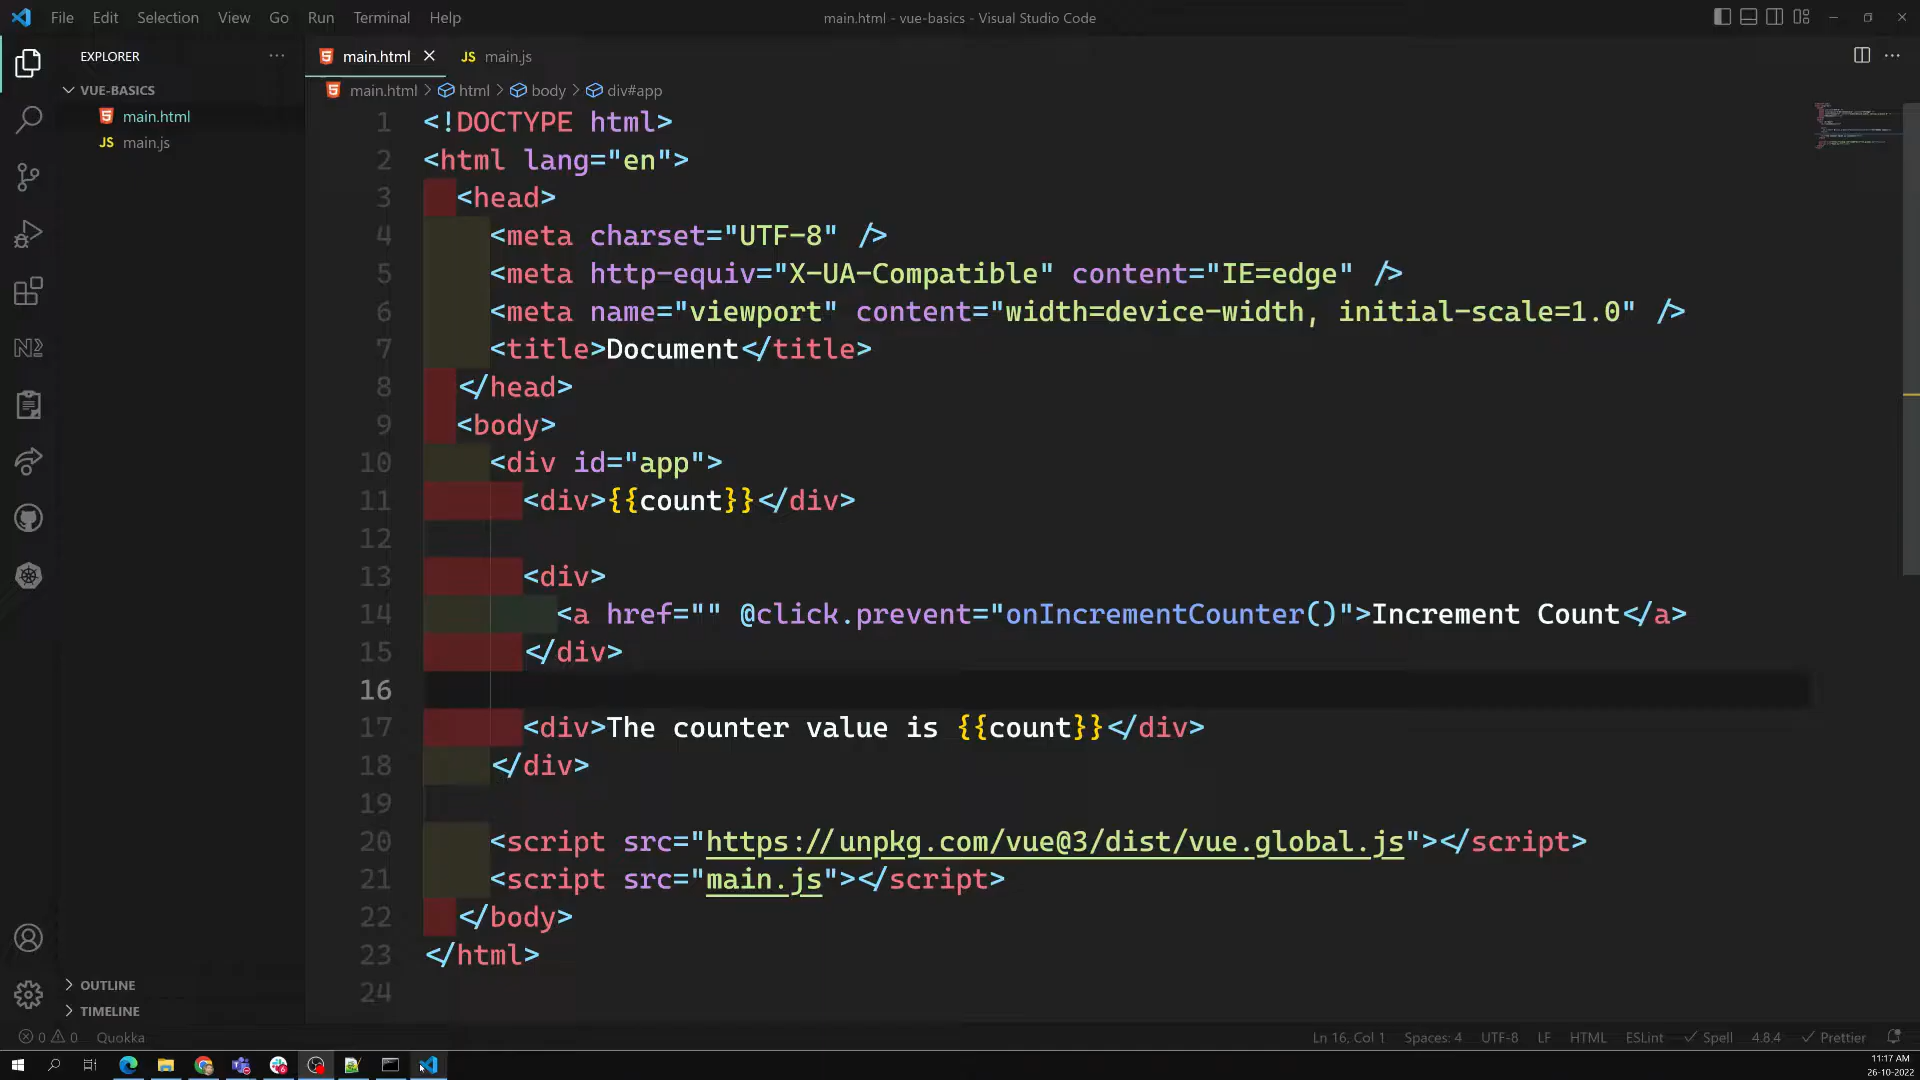 File Edit Selection View Go Run Terminal Help
main.html - vue-basics - Visual Studio Code
EXPLORER
VUE-BASICS
main.html
JS main.js
OUTLINE
TIMELINE
main.html
JS main.js
main.html > html > body > div#app
1 <!DOCTYPE html>
2 <html lang="en">
3 <head>
4 <meta charset="UTF-8" />
5 <meta http-equiv="X-UA-Compatible" content="IE=edge" />
6 <meta name="viewport" content="width=device-width, initial-scale=1.0" />
7 <title>Document</title>
8 </head>
9 <body>
10 <div id="app">
11 <div>{{count}}</div>
12
13 <div>
14 <a href="" @click.prevent="onIncrementCounter()">Increment Count</a>
15 </div>
16
17 <div>The counter value is {{count}}</div>
18 </div>
19
20 <script src="https://unpkg.com/vue@3/dist/vue.global.js"></script>
21 <script src="main.js"></script>
22 </body>
23 </html>
24
0 0 Quokka
Ln 16, Col 1 Spaces: 4 UTF-8 LF HTML ESLint Spell 4.8.4 Prettier
11:17 AM
26-10-2022